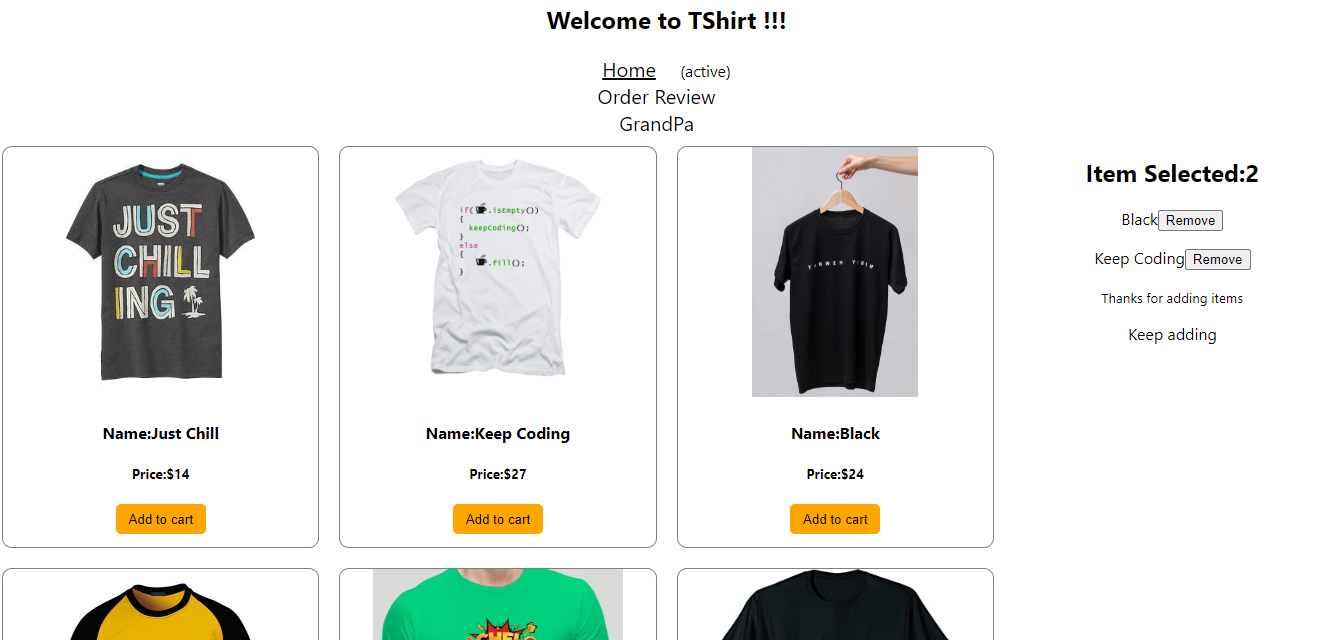 Welcome to TShirt !!!
Home (active)
Order Review
GrandPa
JUST
CHILL
ING
if(.isEmpty())
{
keepCoding();
}
else
{
.fill();
}
Name:Just Chill
Price:$14
Add to cart
Name:Keep Coding
Price:$27
Add to cart
Name:Black
Price:$24
Add to cart
Item Selected:2
Black Remove
Keep Coding Remove
Thanks for adding items
Keep adding